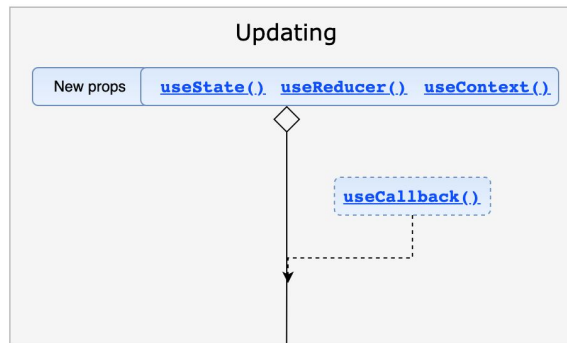 Updating
New props useState() useReducer() useContext()
useCallback()